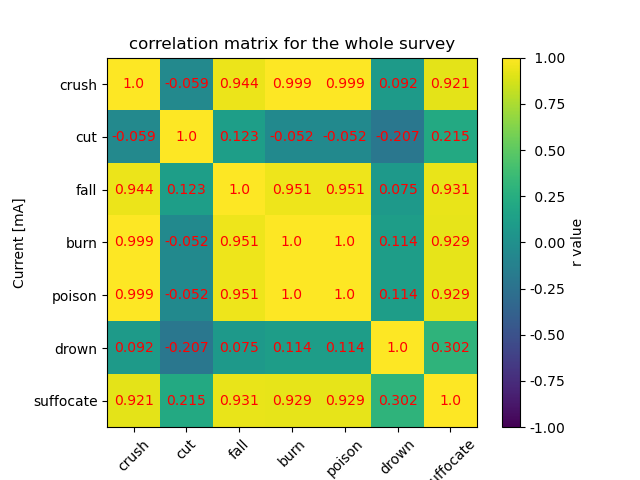 correlation matrix for the whole survey
crush 1.0 -0.059 0.944 0.999 0.999 0.092 0.921
cut -0.059 1.0 0.123 -0.052 -0.052 -0.207 0.215
fall 0.944 0.123 1.0 0.951 0.951 0.075 0.931
burn 0.999 -0.052 0.951 1.0 1.0 0.114 0.929
poison 0.999 -0.052 0.951 1.0 1.0 0.114 0.929
drown 0.092 -0.207 0.075 0.114 0.114 1.0 0.302
suffocate 0.921 0.215 0.931 0.929 0.929 0.302 1.0
crush cut fall burn poison drown uffocate
Current [mA]
1.00
0.75
0.50
0.25
0.00
-0.25
-0.50
-0.75
-1.00
r value